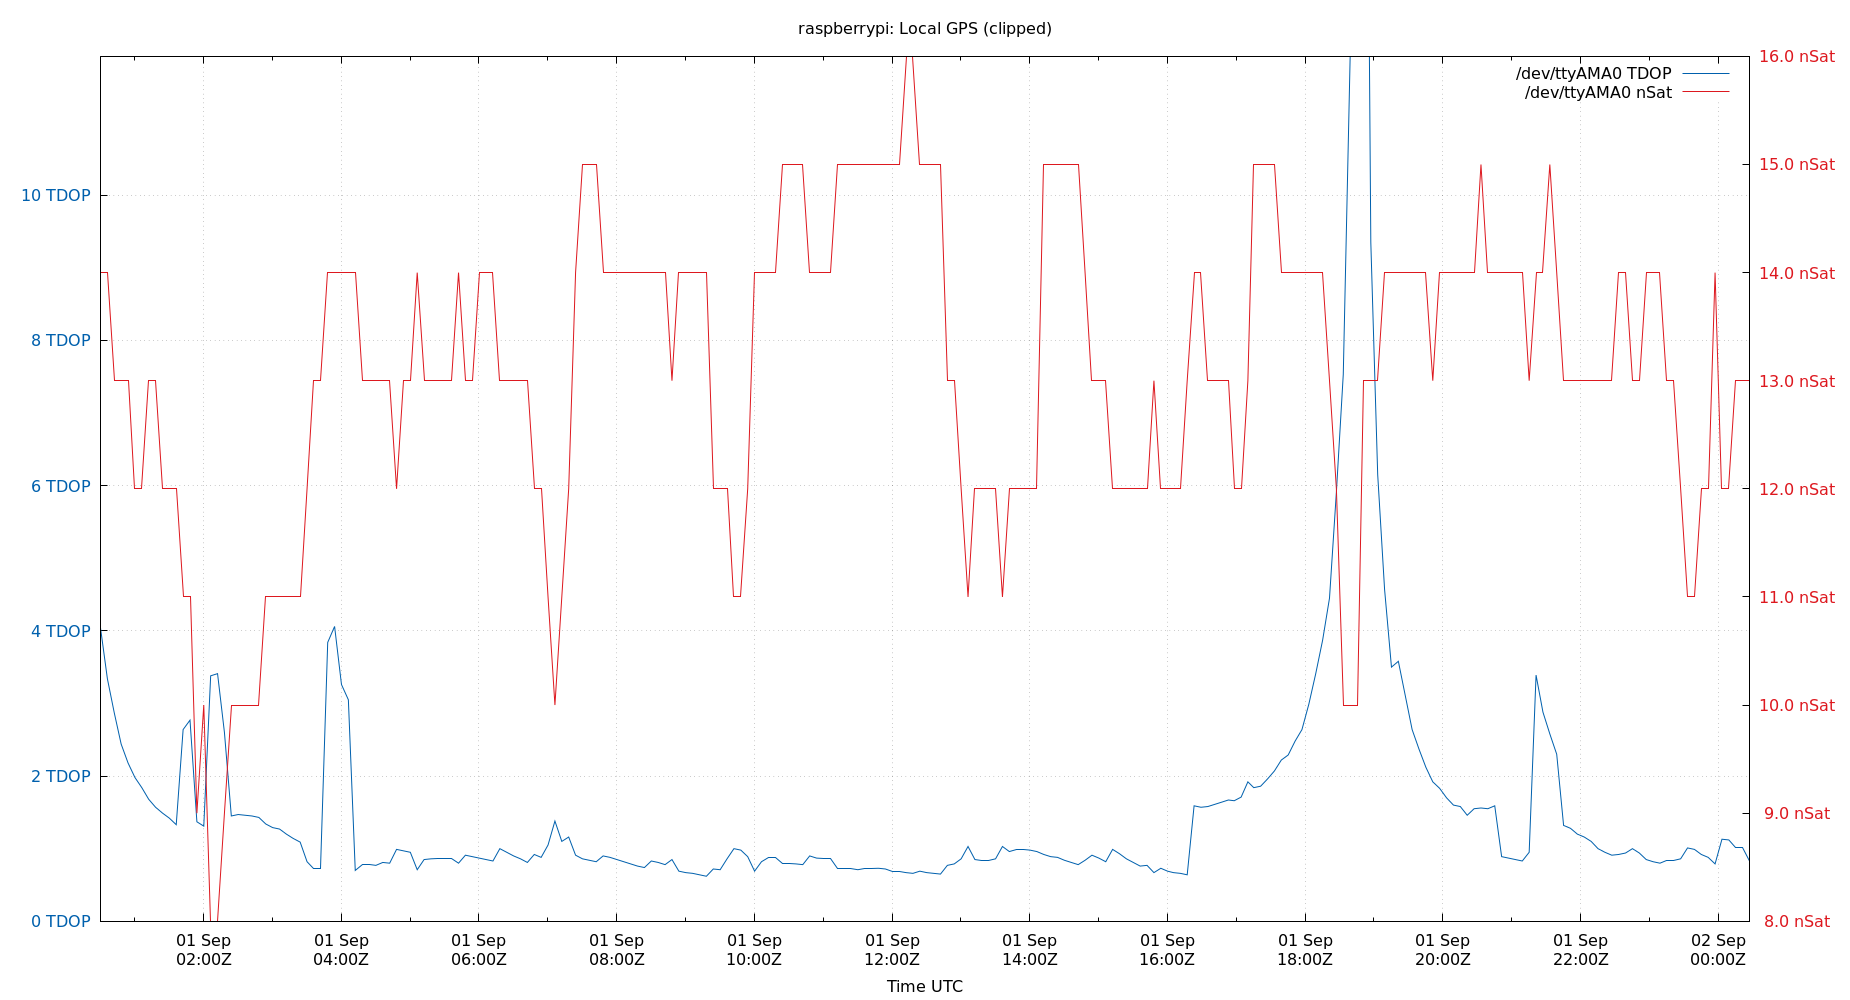 raspberrypi: Local GPS (clipped)
/dev/ttyAMA0 TDOP
/dev/ttyAMA0 nSat
10 TDOP
8 TDOP
6 TDOP
4 TDOP
2 TDOP
0 TDOP
16.0 nSat
15.0 nSat
14.0 nSat
13.0 nSat
12.0 nSat
11.0 nSat
10.0 nSat
9.0 nSat
8.0 nSat
01 Sep
02:00Z
01 Sep
04:00Z
01 Sep
06:00Z
01 Sep
08:00Z
01 Sep
10:00Z
01 Sep
12:00Z
01 Sep
14:00Z
01 Sep
16:00Z
01 Sep
18:00Z
01 Sep
20:00Z
01 Sep
22:00Z
02 Sep
00:00Z
Time UTC